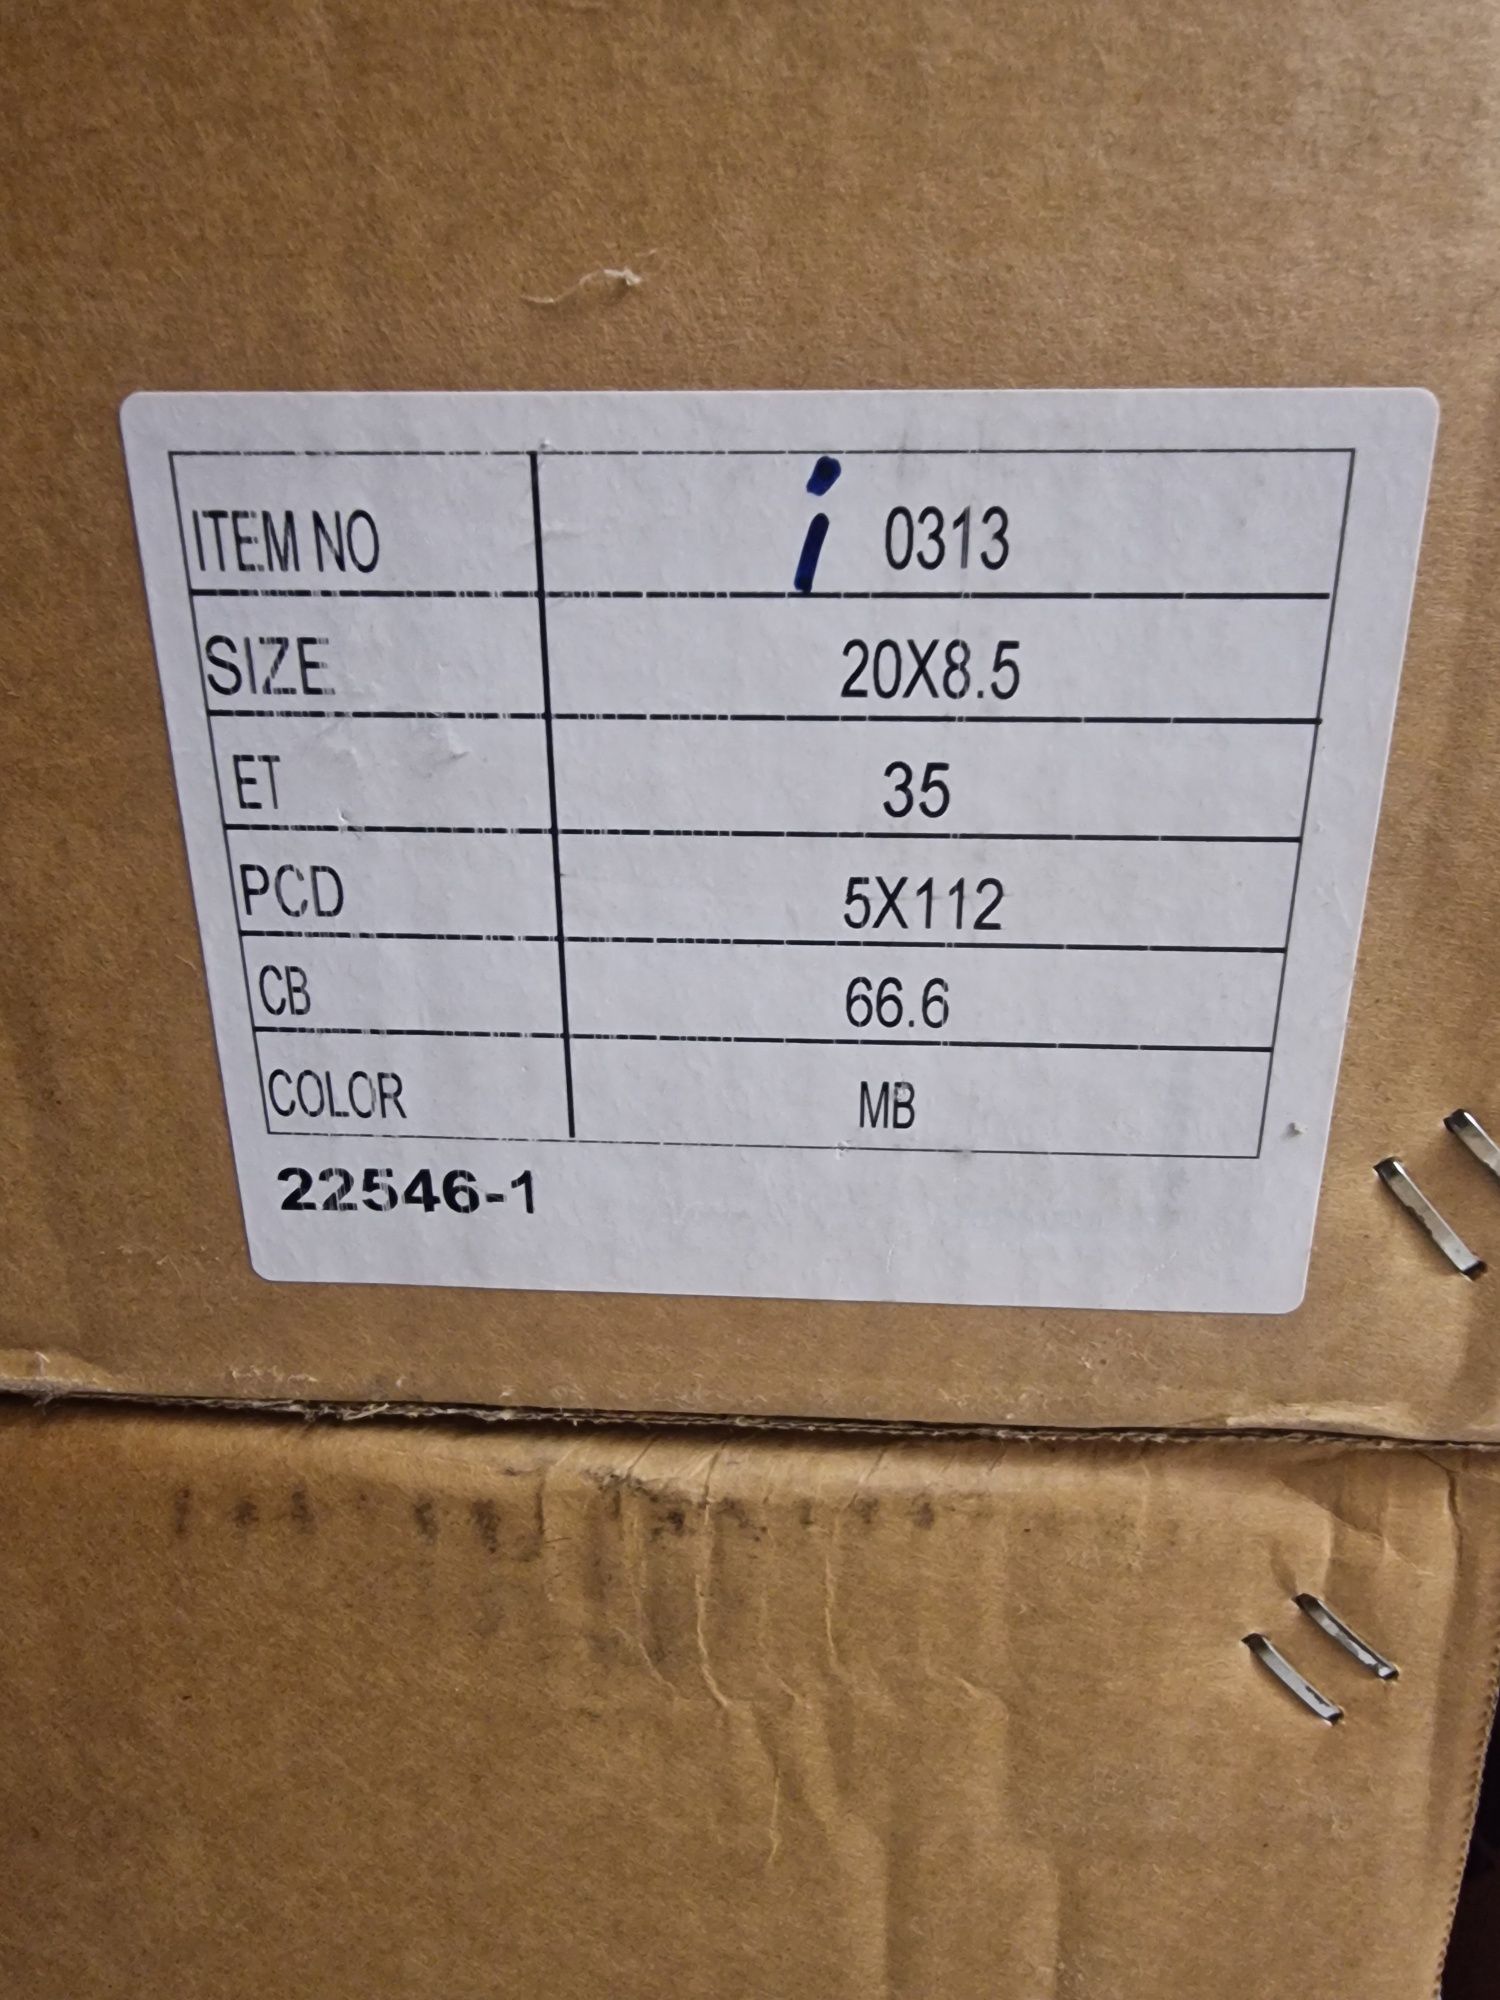 ITEM NO i 0313
SIZE 20X8.5
ET 35
PCD 5X112
CB 66.6
COLOR MB
22546-1